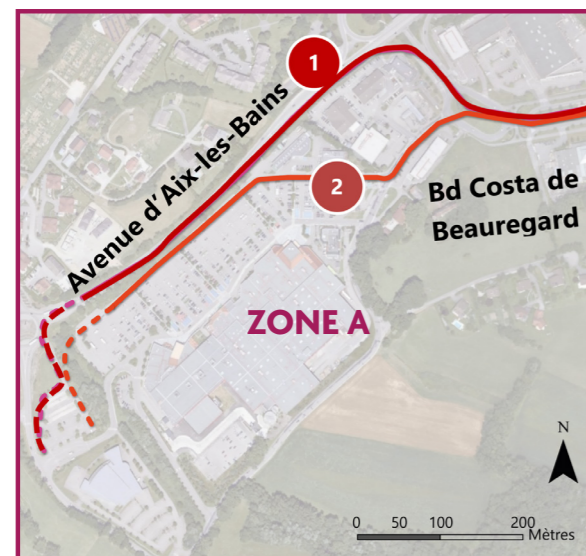 1
Avenue d'Aix-les-Bains
2
Bd Costa de
Beauregard
ZONE A
N
0 50 100 200
Mètres